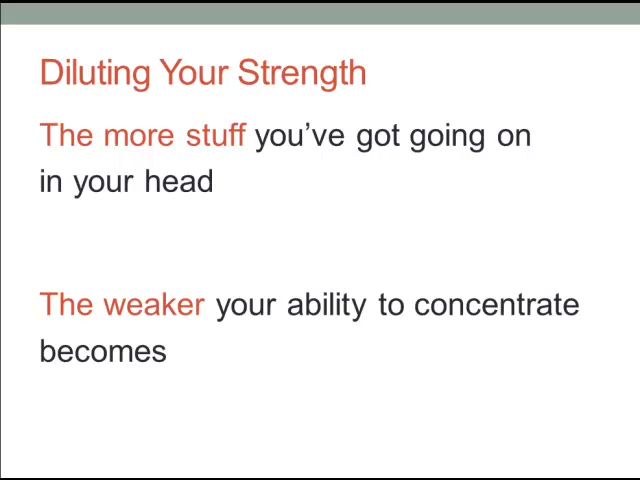 Diluting Your Strength
The more stuff you’ve got going on
in your head
The weaker your ability to concentrate
becomes